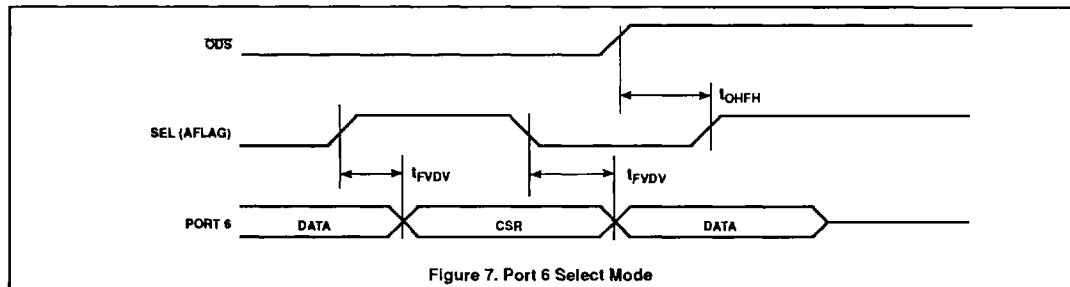 ODS
tOHFH
SEL (AFLAG)
tFVDV
tFVDV
PORT 6
DATA
CSR
DATA
Figure 7. Port 6 Select Mode